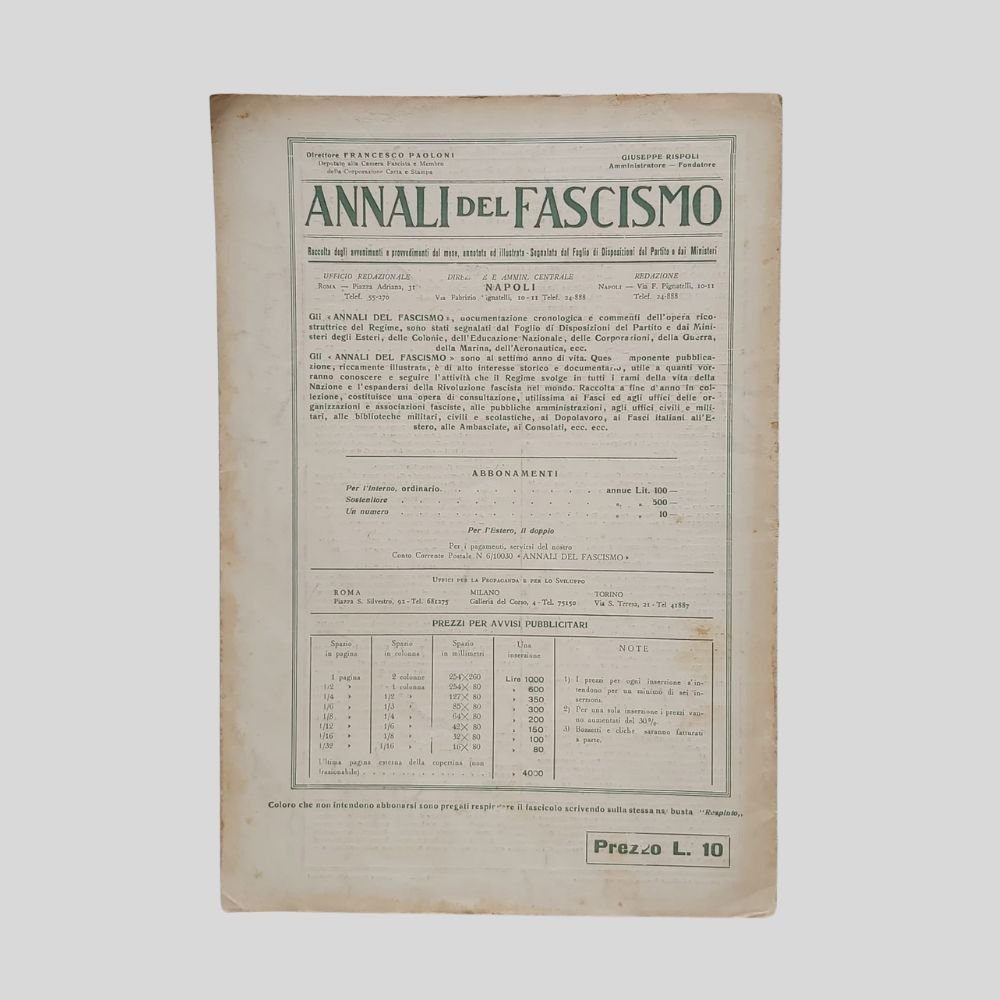 Direttore FRANCESCO PAOLONI
Deputato alla Camera Fascista e Membro
della Corporazione Carta e Stampa
GIUSEPPE RISPOLI
Amministratore — Fondatore
ANNALI DEL FASCISMO
Raccolta degli avvenimenti e provvedimenti del mese, annotata ed illustrata - Segnalata dal Foglio di Disposizioni del Partito e dai Ministeri
UFFICIO REDAZIONALE
ROMA — Piazza Adriana, 31
Telef. 55-270
E AMMIN. CENTRALE
NAPOLI
Via Fabrizio Pignatelli, 10-11 Telef. 24-888
REDAZIONE
NAPOLI — Via F. Pignatelli, 10-11
Telef. 24-888
Gli « ANNALI DEL FASCISMO », documentazione cronologica e commenti dell'opera rico-
struttrice del Regime, sono stati segnalati dal Foglio di Disposizioni del Partito e dai Mini-
steri degli Esteri, delle Colonie, dell'Educazione Nazionale, delle Corporazioni, della Guerra,
della Marina, dell'Aeronautica, ecc.
Gli « ANNALI DEL FASCISMO » sono al settimo anno di vita. Ques mponente pubblica-
zione, riccamente illustrata, è di alto interesse storico e documentario, utile a quanti vor-
ranno conoscere e seguire l'attività che il Regime svolge in tutti i rami della vita della
Nazione e l'espandersi della Rivoluzione fascista nel mondo. Raccolta a fine d'anno in col-
lezione, costituisce una opera di consultazione, utilissima ai Fasci ed agli uffici delle or-
ganizzazioni e associazioni fasciste, alle pubbliche amministrazioni, agli uffici civili e mili-
tari, alle biblioteche militari, civili e scolastiche, ai Dopolavoro, ai Fasci Italiani all'E-
stero, alle Ambasciate, ai Consolati, ecc. ecc.
ABBONAMENTI
Per l'Interno, ordinario. . . . . . . . . . annue Lit. 100 —
Sostenitore . . . . . . . . . . . „ „ 500 —
Un numero . . . . . . . . . . . „ „ 10 —
Per l'Estero, il doppio
Per i pagamenti, servirsi del nostro
Conto Corrente Postale N. 6/10030 « ANNALI DEL FASCISMO »
UFFICI PER LA PROPAGANDA E PER LO SVILUPPO
ROMA
Piazza S. Silvestro, 92 - Tel. 681275
MILANO
Galleria del Corso, 4 - Tel. 75150
TORINO
Via S. Teresa, 21 - Tel 41887
PREZZI PER AVVISI PUBBLICITARI
Spazio in pagina | Spazio in colonna | Spazio in millimetri | Una inserzione
1 pagina 2 colonne 254×260 Lire 1000
1/2 » 1 colonna 254× 80 » 600
1/4 » 1/2 » 127× 80 » 350
1/6 » 1/3 » 85× 80 » 300
1/8 » 1/4 » 64× 80 » 200
1/12 » 1/6 » 42× 80 » 150
1/16 » 1/8 » 32× 80 » 100
1/32 » 1/16 » 16× 80 » 80
Ultima pagina esterna della copertina (non
frazionabile) . . . . . . . . . . » 4000
NOTE
1) I prezzi per ogni inserzione s'in-
tendono per un minimo di sei in-
serzioni.
2) Per una sola inserzione i prezzi van-
no aumentati del 30%.
3) Bozzetti e clichè saranno fatturati
a parte.
Coloro che non intendono abbonarsi sono pregati respingere il fascicolo scrivendo sulla stessa busta "Respinto„
Prezzo L. 10